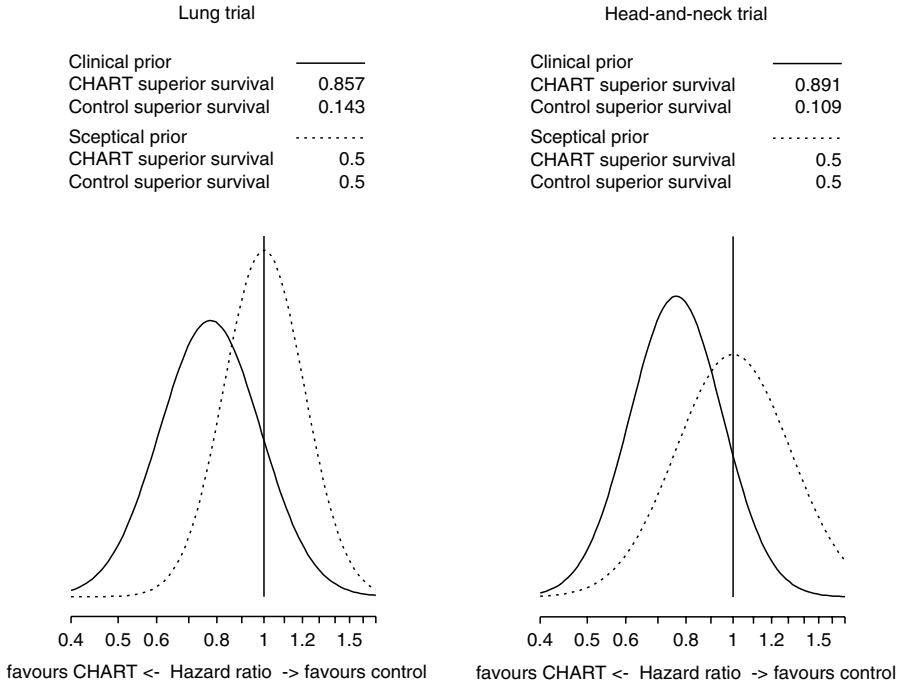 Lung trial
Clinical prior
CHART superior survival 0.857
Control superior survival 0.143
Sceptical prior
CHART superior survival 0.5
Control superior survival 0.5
0.4 0.5 0.6 0.8 1 1.2 1.5
favours CHART <- Hazard ratio -> favours control
Head-and-neck trial
Clinical prior
CHART superior survival 0.891
Control superior survival 0.109
Sceptical prior
CHART superior survival 0.5
Control superior survival 0.5
0.4 0.5 0.6 0.8 1 1.2 1.5
favours CHART <- Hazard ratio -> favours control